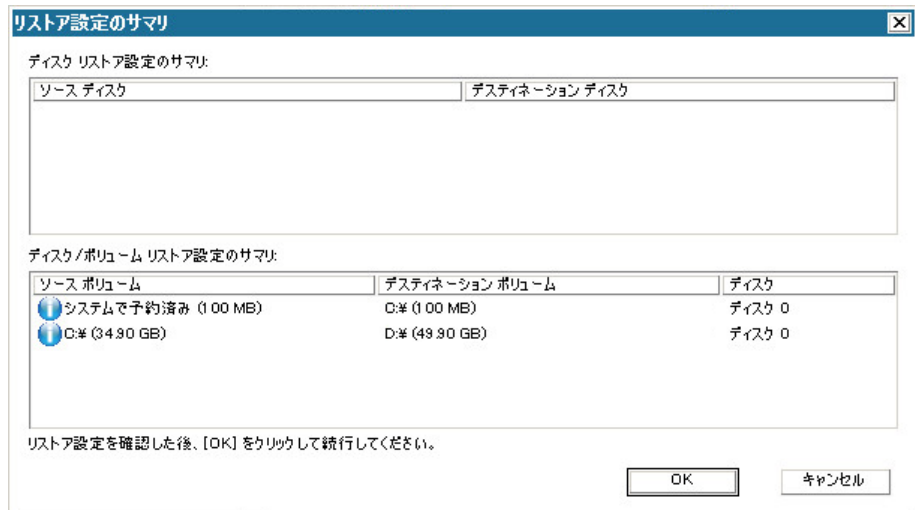 リストア設定のサマリ
ディスク リストア設定のサマリ:
ソース ディスク デスティネーション ディスク
ディスク/ボリューム リストア設定のサマリ:
ソース ボリューム デスティネーション ボリューム ディスク
システムで予約済み (100 MB) C:¥ (100 MB) ディスク 0
C:¥ (34.90 GB) D:¥ (49.90 GB) ディスク 0
リストア設定を確認した後、[OK] をクリックして続行してください。
OK キャンセル